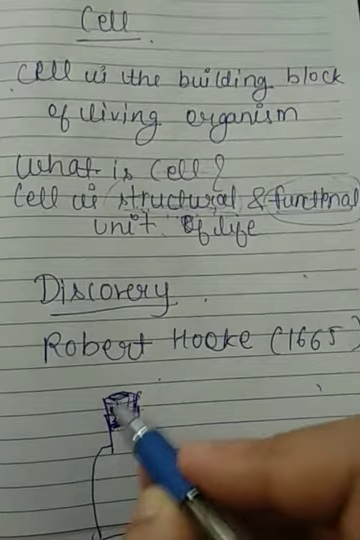 Cell
Cell is the building block
of living organism
What is Cell?
Cell is structural & functional
unit of life
Discovery
Robert Hooke (1665)